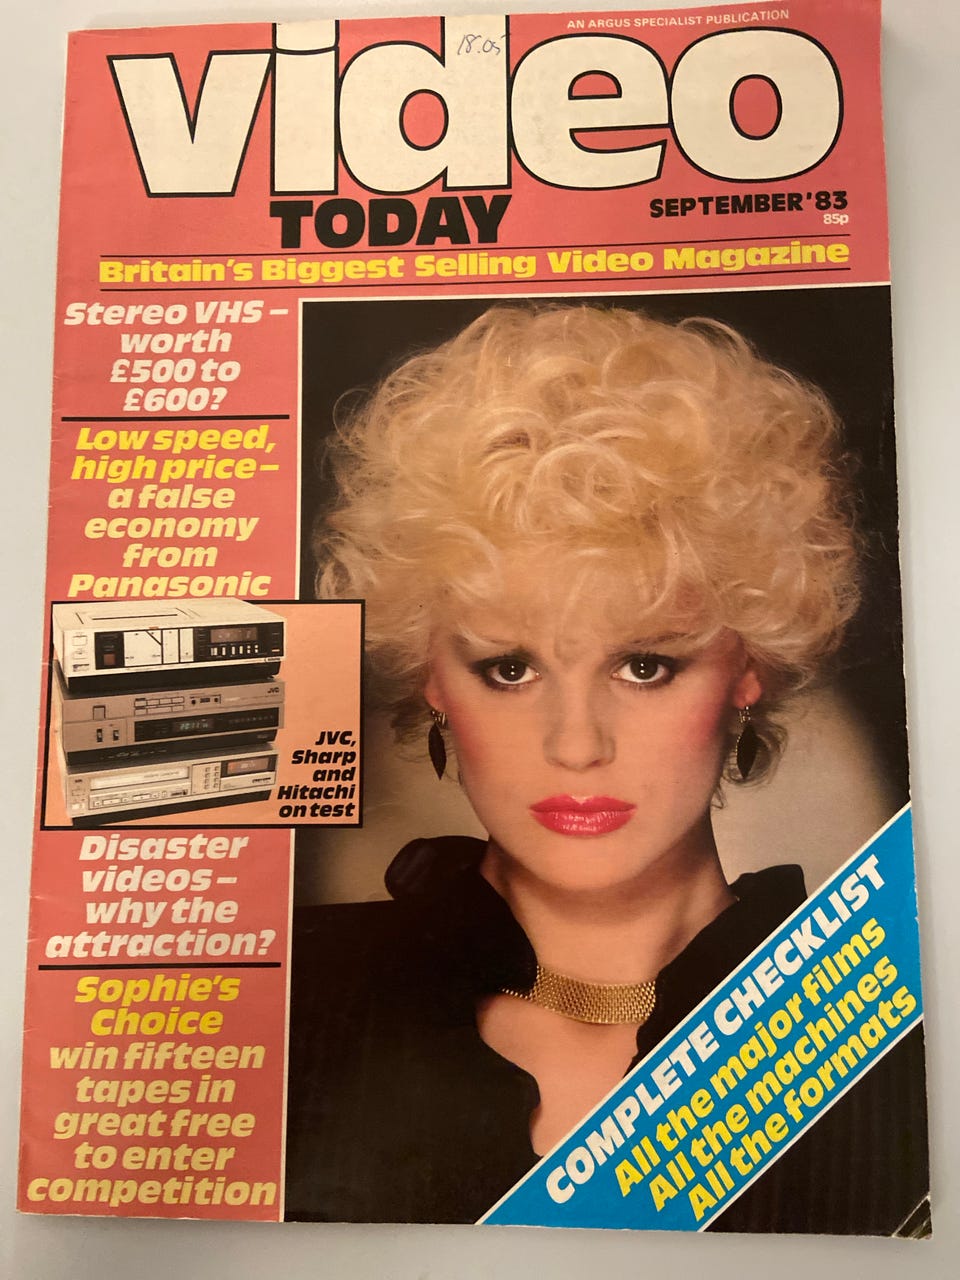 AN ARGUS SPECIALIST PUBLICATION
18.05
video
TODAY
SEPTEMBER '83
85p
Britain's Biggest Selling Video Magazine
Stereo VHS –
worth
£500 to
£600?
Low speed,
high price –
a false
economy
from
Panasonic
JVC
JVC,
Sharp
and
Hitachi
on test
Disaster
videos –
why the
attraction?
Sophie's
Choice
win fifteen
tapes in
great free
to enter
competition
COMPLETE CHECKLIST
All the major films
All the machines
All the formats